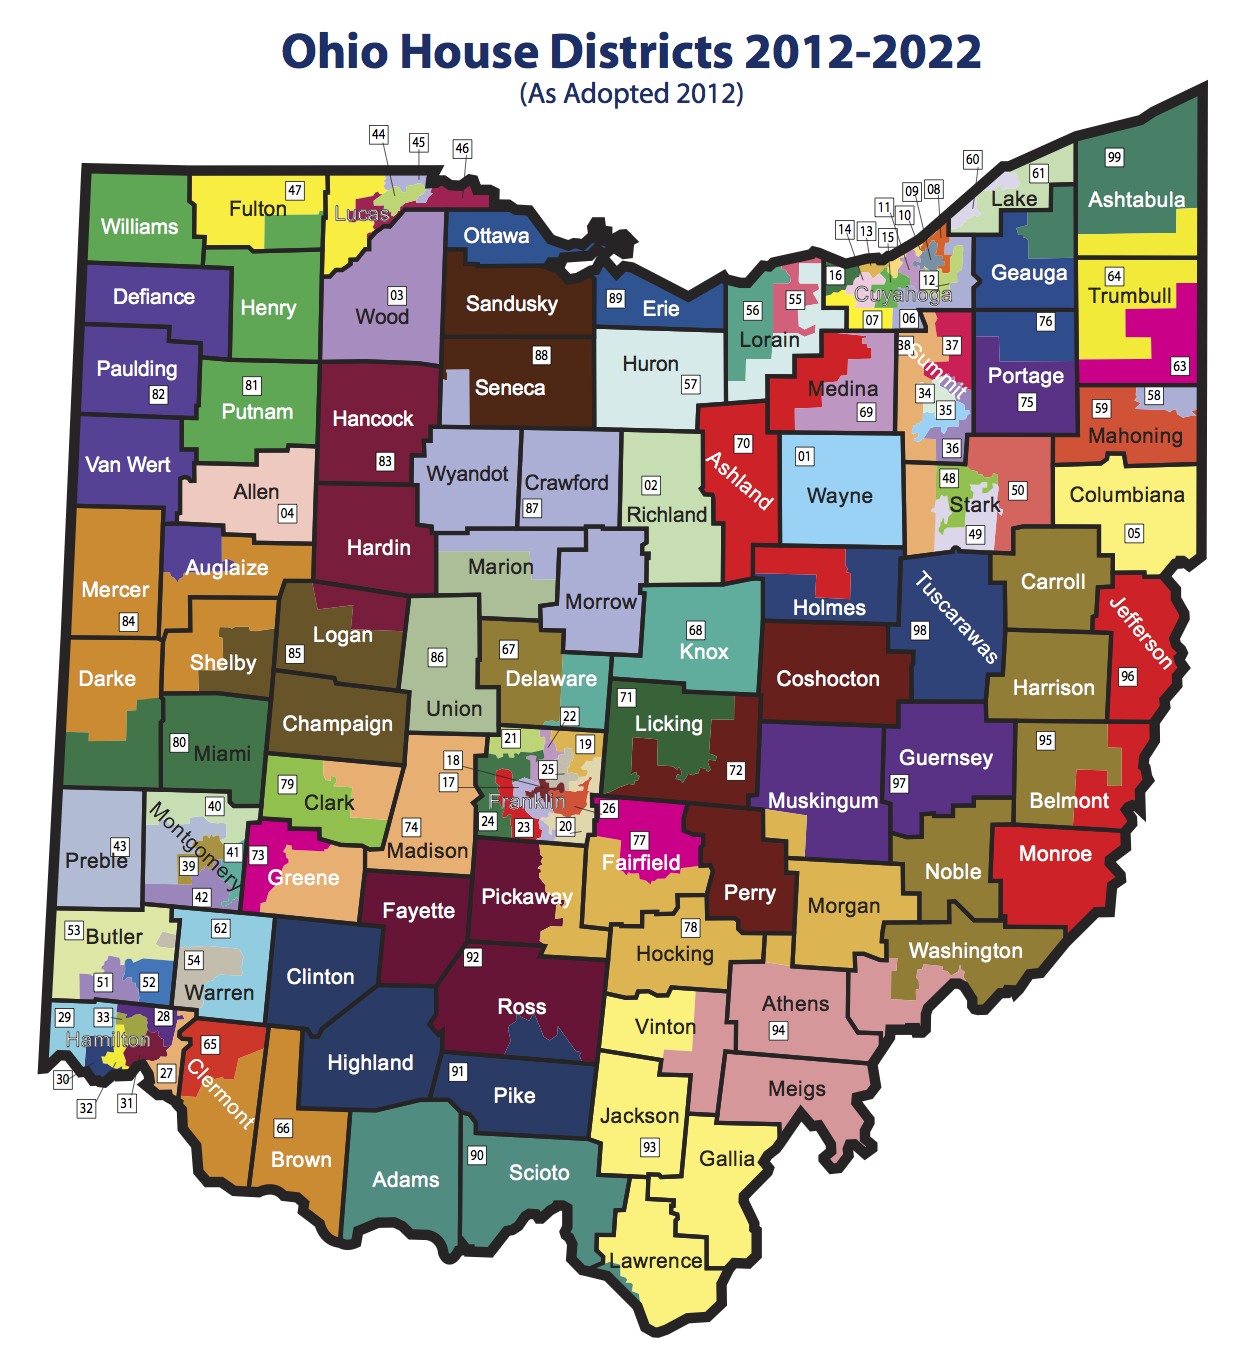 Ohio House Districts 2012-2022
(As Adopted 2012)
44
45
46
47
Williams
Fulton
Lucas
Ottawa
60
61
99
Lake
Ashtabula
09
08
11
10
14
13
15
16
12
Cuyahoga
07
06
Geauga
Defiance
Henry
03
Wood
Sandusky
89
Erie
56
55
Lorain
64
Trumbull
63
Paulding
82
81
Putnam
88
Seneca
Huron
57
Medina
69
38
37
Summit
34
35
36
76
Portage
75
59
58
Mahoning
Hancock
83
Van Wert
Allen
04
Wyandot
Crawford
87
02
Richland
70
Ashland
01
Wayne
48
Stark
49
50
Columbiana
05
Hardin
Auglaize
Mercer
84
Marion
Morrow
Holmes
Tuscarawas
98
Carroll
Jefferson
96
Logan
85
Shelby
86
Union
67
Delaware
68
Knox
Coshocton
Harrison
Darke
80
Miami
Champaign
22
21
19
71
Licking
72
Guernsey
97
95
Belmont
79
Clark
18
17
25
Franklin
24
23
20
26
Muskingum
43
Preble
40
Montgomery
39
41
42
73
Greene
74
Madison
77
Fairfield
Perry
Noble
Monroe
Pickaway
Fayette
Morgan
53
Butler
51
52
62
54
Warren
Clinton
92
Ross
78
Hocking
Washington
29
33
28
Hamilton
30
32
31
27
65
Clermont
Highland
91
Pike
Vinton
Athens
94
Meigs
66
Brown
Adams
90
Scioto
Jackson
93
Gallia
Lawrence